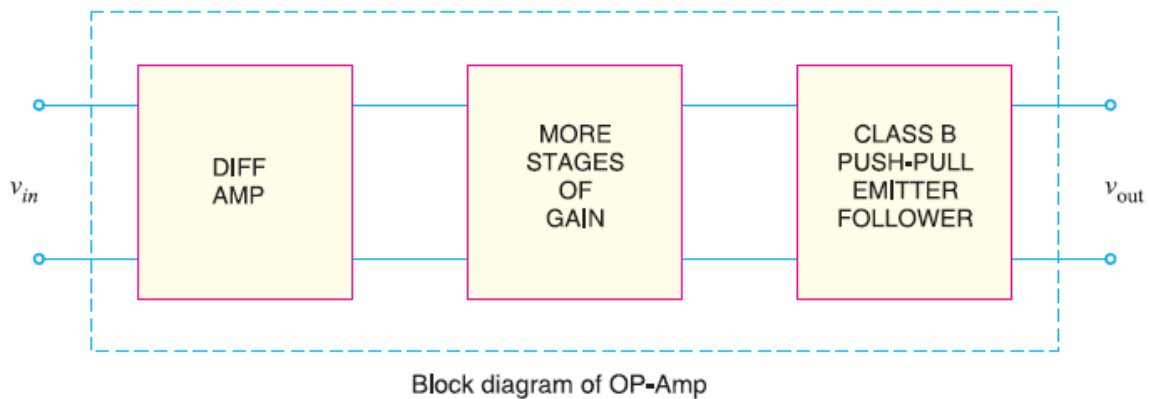 v_in
DIFF
AMP
MORE
STAGES
OF
GAIN
CLASS B
PUSH-PULL
EMITTER
FOLLOWER
v_out
Block diagram of OP-Amp